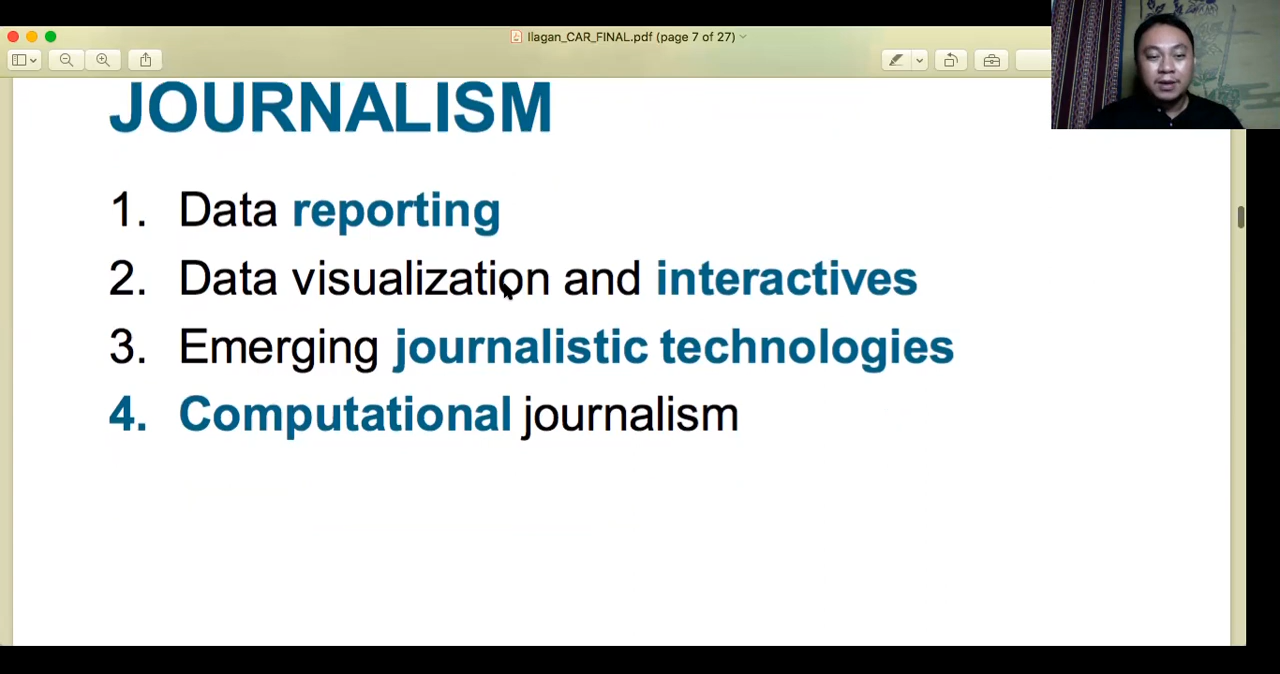 Ilagan_CAR_FINAL.pdf (page 7 of 27)
JOURNALISM
1. Data reporting
2. Data visualization and interactives
3. Emerging journalistic technologies
4. Computational journalism